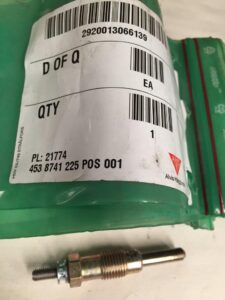 2920013066139
D OF Q
EA
QTY
1
PL: 21774
453 8741 225 POS 001